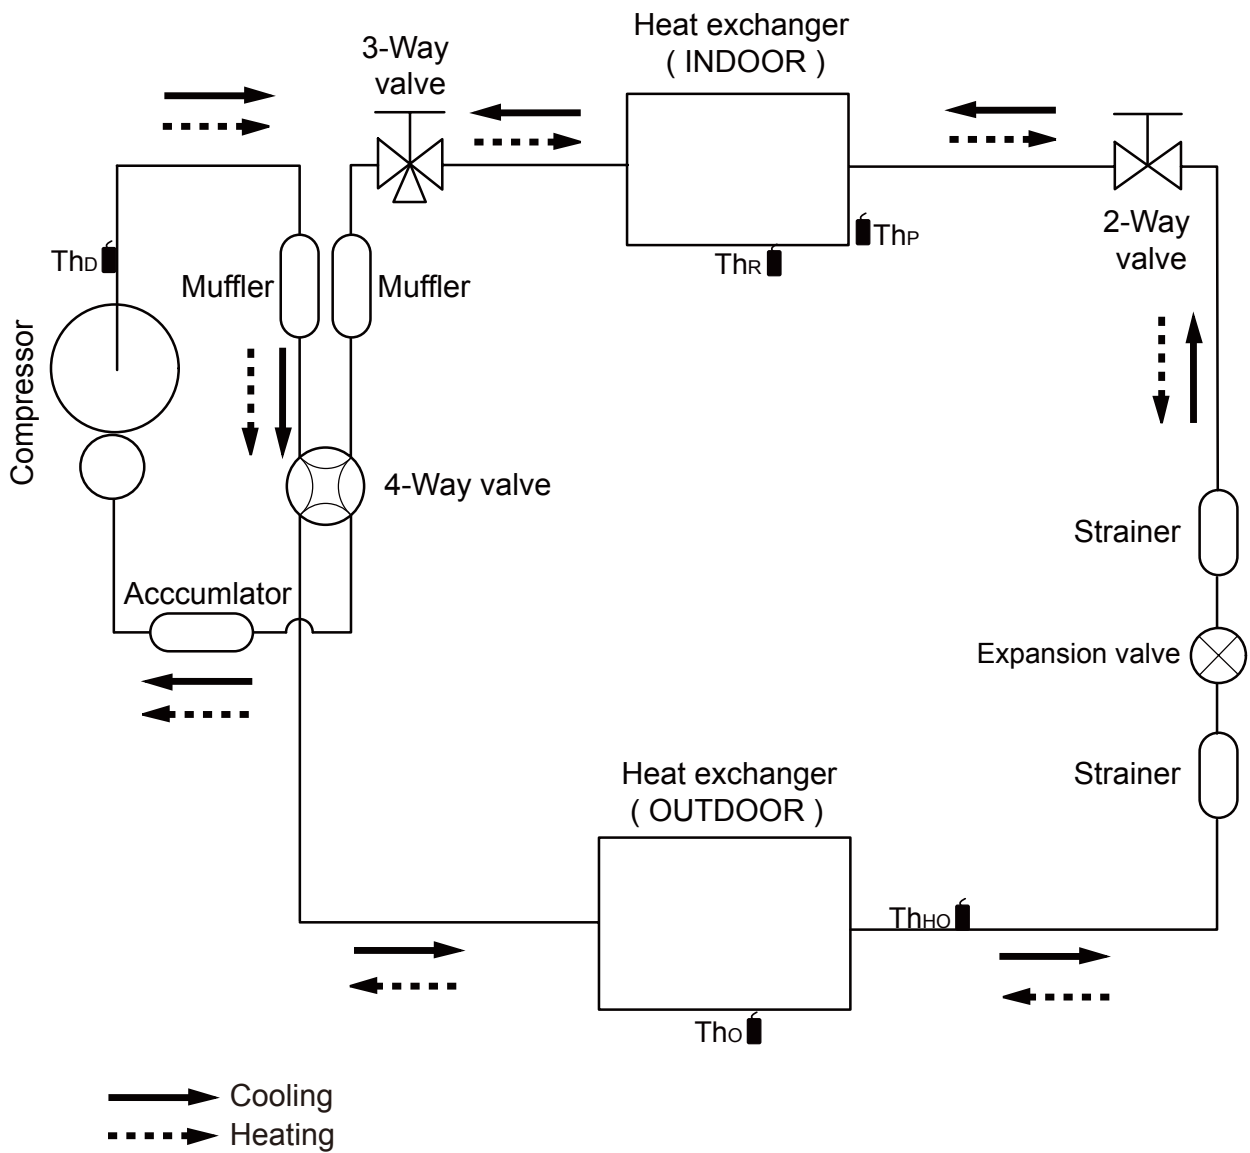 Heat exchanger
( INDOOR )
3-Way
valve
2-Way
valve
ThD
ThP
ThR
Muffler
Muffler
Compressor
4-Way valve
Strainer
Acccumlator
Expansion valve
Strainer
Heat exchanger
( OUTDOOR )
ThHO
ThO
Cooling
Heating